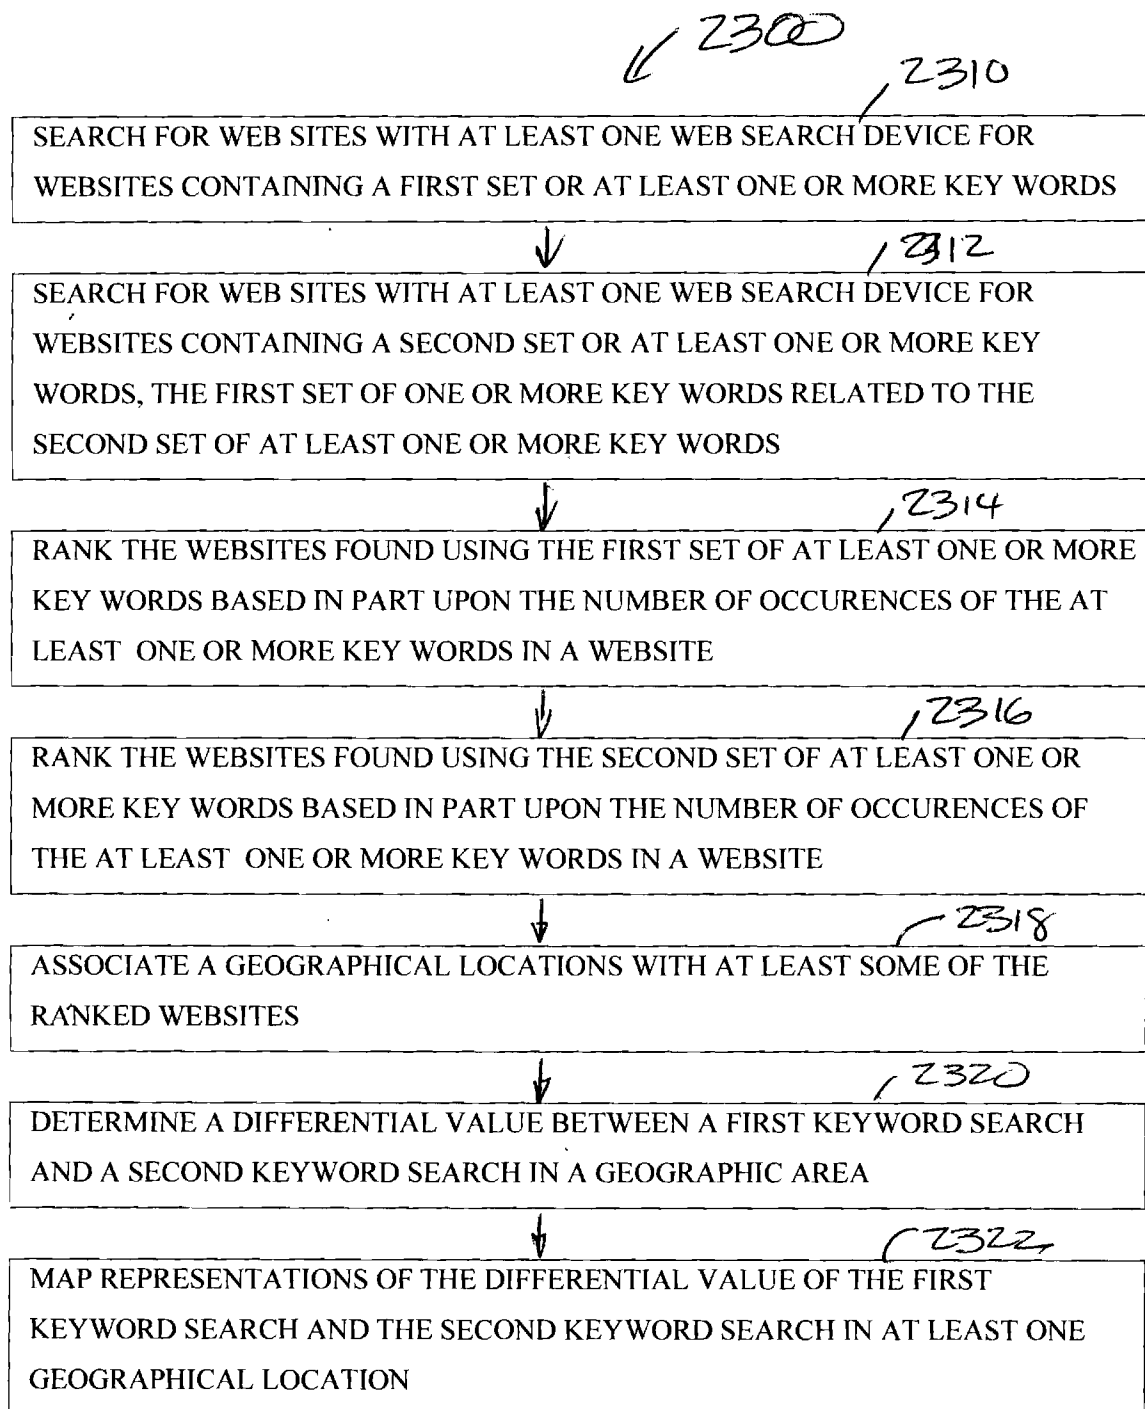 2300
2310
SEARCH FOR WEB SITES WITH AT LEAST ONE WEB SEARCH DEVICE FOR
WEBSITES CONTAINING A FIRST SET OR AT LEAST ONE OR MORE KEY WORDS
2312
SEARCH FOR WEB SITES WITH AT LEAST ONE WEB SEARCH DEVICE FOR
WEBSITES CONTAINING A SECOND SET OR AT LEAST ONE OR MORE KEY
WORDS, THE FIRST SET OF ONE OR MORE KEY WORDS RELATED TO THE
SECOND SET OF AT LEAST ONE OR MORE KEY WORDS
2314
RANK THE WEBSITES FOUND USING THE FIRST SET OF AT LEAST ONE OR MORE
KEY WORDS BASED IN PART UPON THE NUMBER OF OCCURENCES OF THE AT
LEAST ONE OR MORE KEY WORDS IN A WEBSITE
2316
RANK THE WEBSITES FOUND USING THE SECOND SET OF AT LEAST ONE OR
MORE KEY WORDS BASED IN PART UPON THE NUMBER OF OCCURENCES OF
THE AT LEAST ONE OR MORE KEY WORDS IN A WEBSITE
2318
ASSOCIATE A GEOGRAPHICAL LOCATIONS WITH AT LEAST SOME OF THE
RANKED WEBSITES
2320
DETERMINE A DIFFERENTIAL VALUE BETWEEN A FIRST KEYWORD SEARCH
AND A SECOND KEYWORD SEARCH IN A GEOGRAPHIC AREA
2322
MAP REPRESENTATIONS OF THE DIFFERENTIAL VALUE OF THE FIRST
KEYWORD SEARCH AND THE SECOND KEYWORD SEARCH IN AT LEAST ONE
GEOGRAPHICAL LOCATION